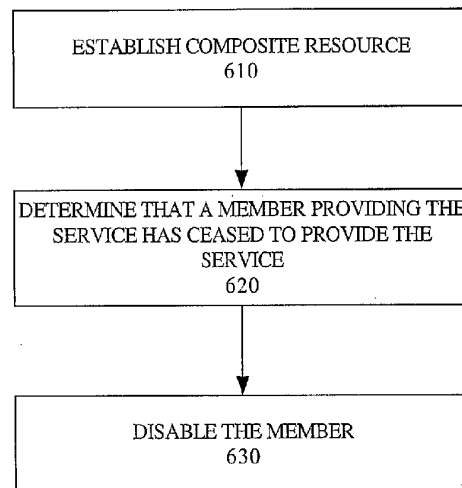 ESTABLISH COMPOSITE RESOURCE
610
DETERMINE THAT A MEMBER PROVIDING THE
SERVICE HAS CEASED TO PROVIDE THE
SERVICE
620
DISABLE THE MEMBER
630